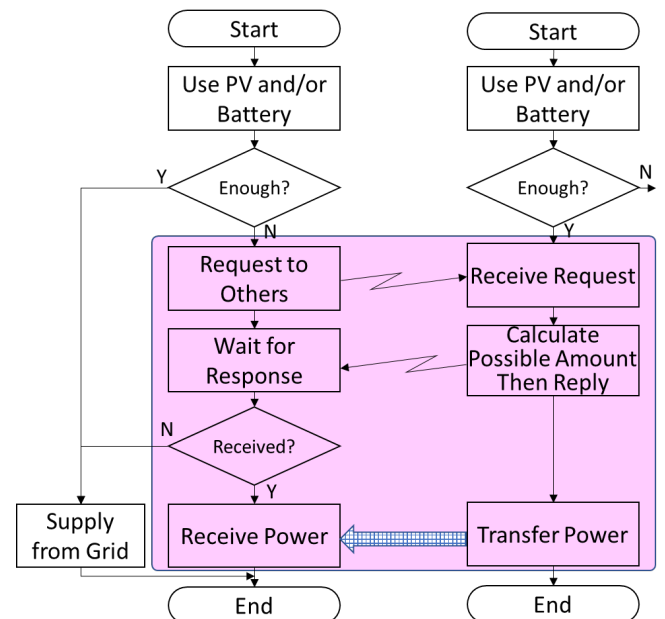 Start
Use PV and/or
Battery
Y
Enough?
N
Request to
Others
Wait for
Response
N
Received?
Y
Supply
from Grid
Receive Power
End
Start
Use PV and/or
Battery
Enough?
N
Y
Receive Request
Calculate
Possible Amount
Then Reply
Transfer Power
End